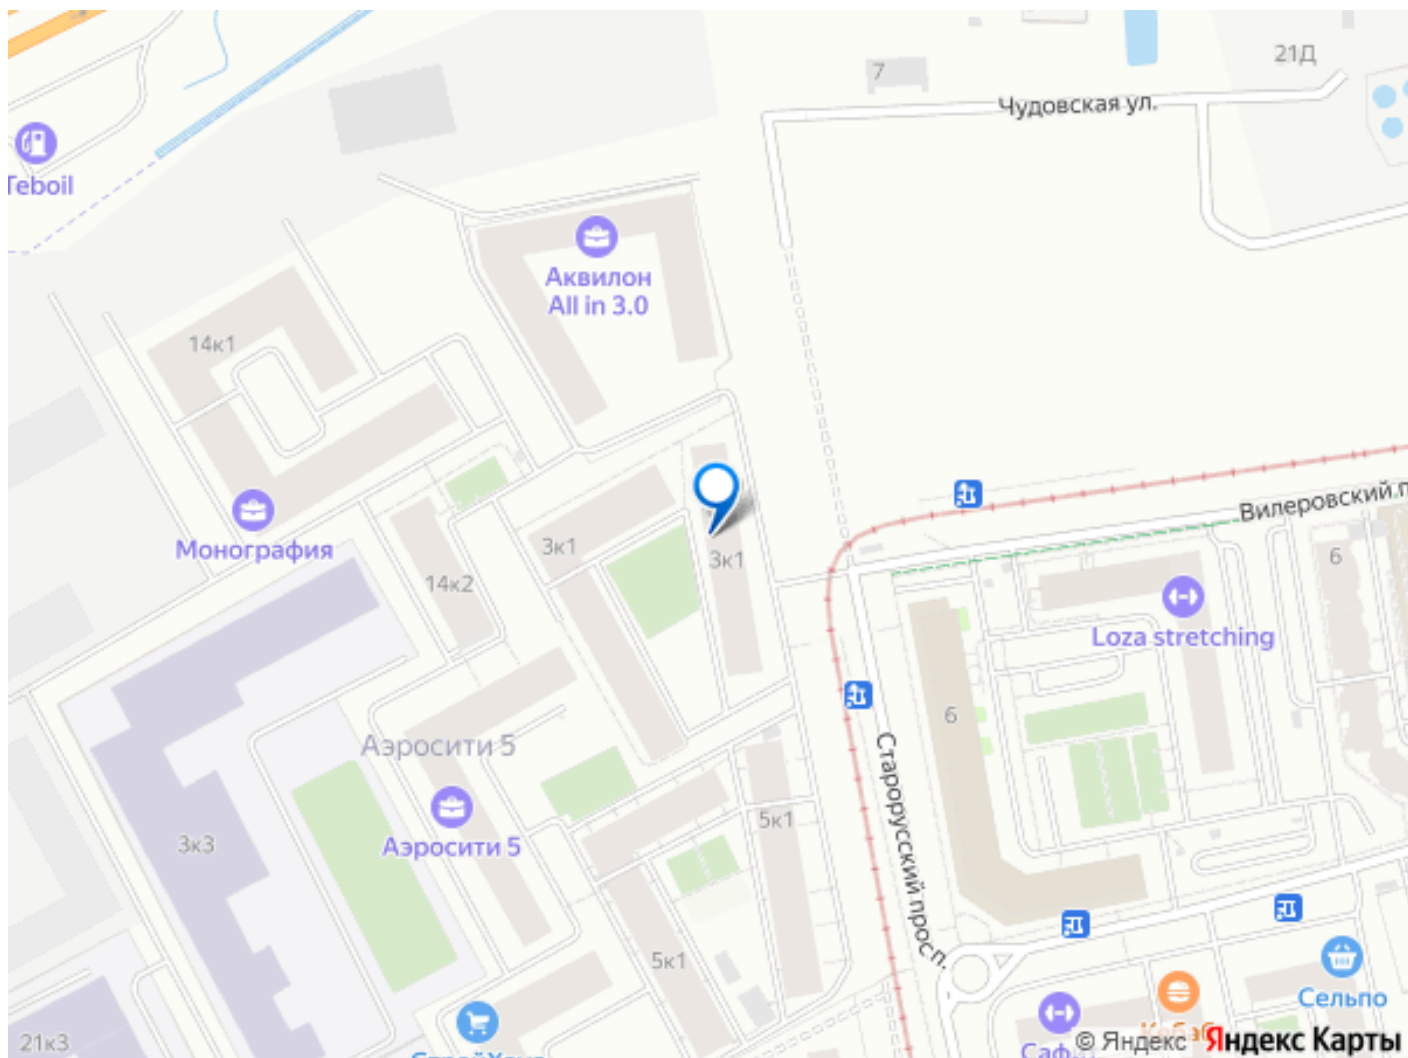 21Д
7
Чудовская ул.
Teboil
Аквилон
All in 3.0
14к1
Вилеровский
Монография
3к1
3к1
6
14к2
Loza stretching
6
Аэросити 5
Старорусский просп.
5к1
3к3
Аэросити 5
5к1
Сельпо
21к3
© Яндекс Яндекс Карты